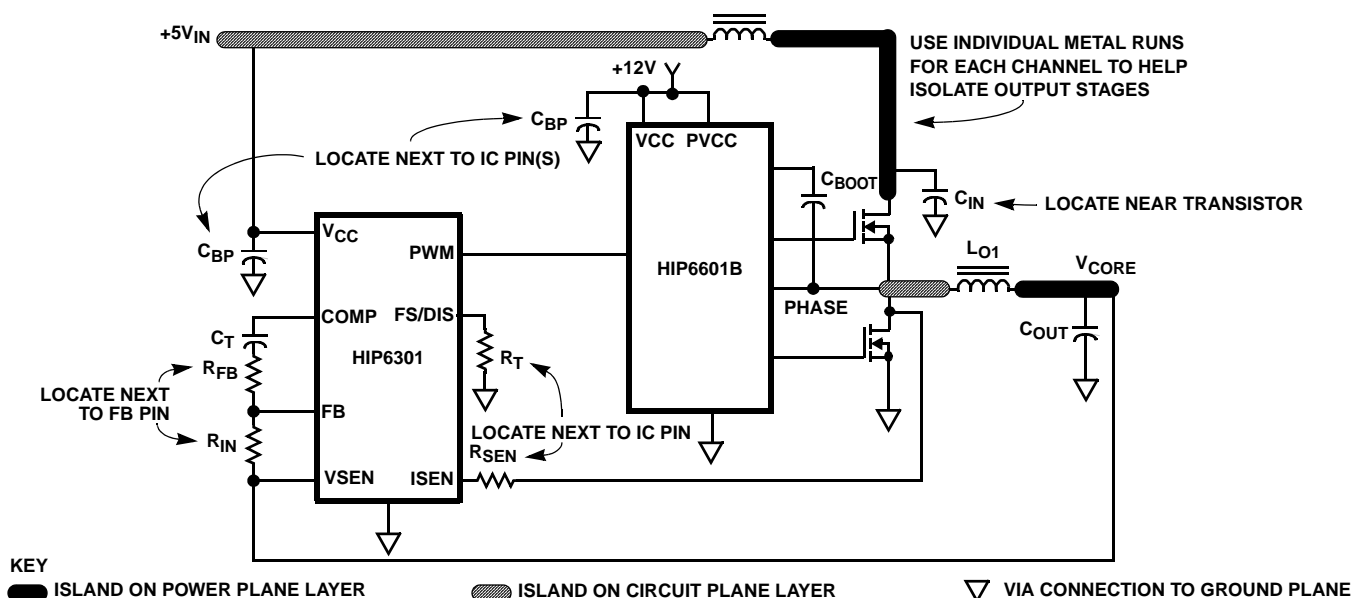 +5VIN
USE INDIVIDUAL METAL RUNS
FOR EACH CHANNEL TO HELP
ISOLATE OUTPUT STAGES
+12V
CBP
VCC PVCC
LOCATE NEXT TO IC PIN(S)
CBOOT
CIN
LOCATE NEAR TRANSISTOR
VCC
CBP
PWM
HIP6601B
LO1
VCORE
PHASE
COMP
FS/DIS
CT
HIP6301
RT
COUT
RFB
LOCATE NEXT
TO FB PIN
FB
RIN
LOCATE NEXT TO IC PIN
RSEN
VSEN
ISEN
KEY
ISLAND ON POWER PLANE LAYER
ISLAND ON CIRCUIT PLANE LAYER
VIA CONNECTION TO GROUND PLANE